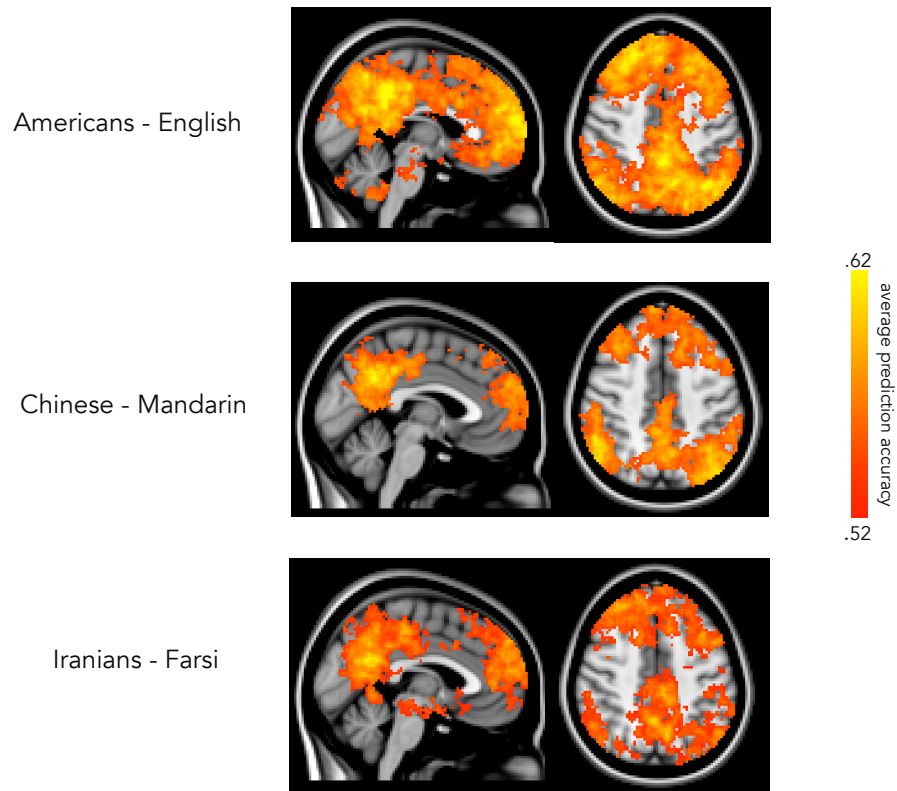 Americans - English
Chinese - Mandarin
Iranians - Farsi
.62
average prediction accuracy
.52